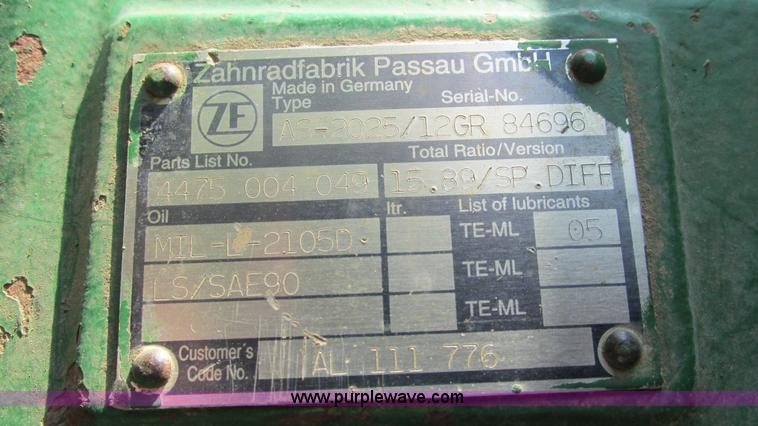 Zahnradfabrik Passau GmbH
ZF
Made in Germany
Type Serial-No.
AS-2025/12GR 84696
Parts List No. Total Ratio/Version
4475 004 049 15.89/SP.DIFF
Oil ltr. List of lubricants
MIL-L-2105D TE-ML 05
LS/SAE90 TE-ML
TE-ML
Customer's
Code No. AL 111 776
www.purplewave.com